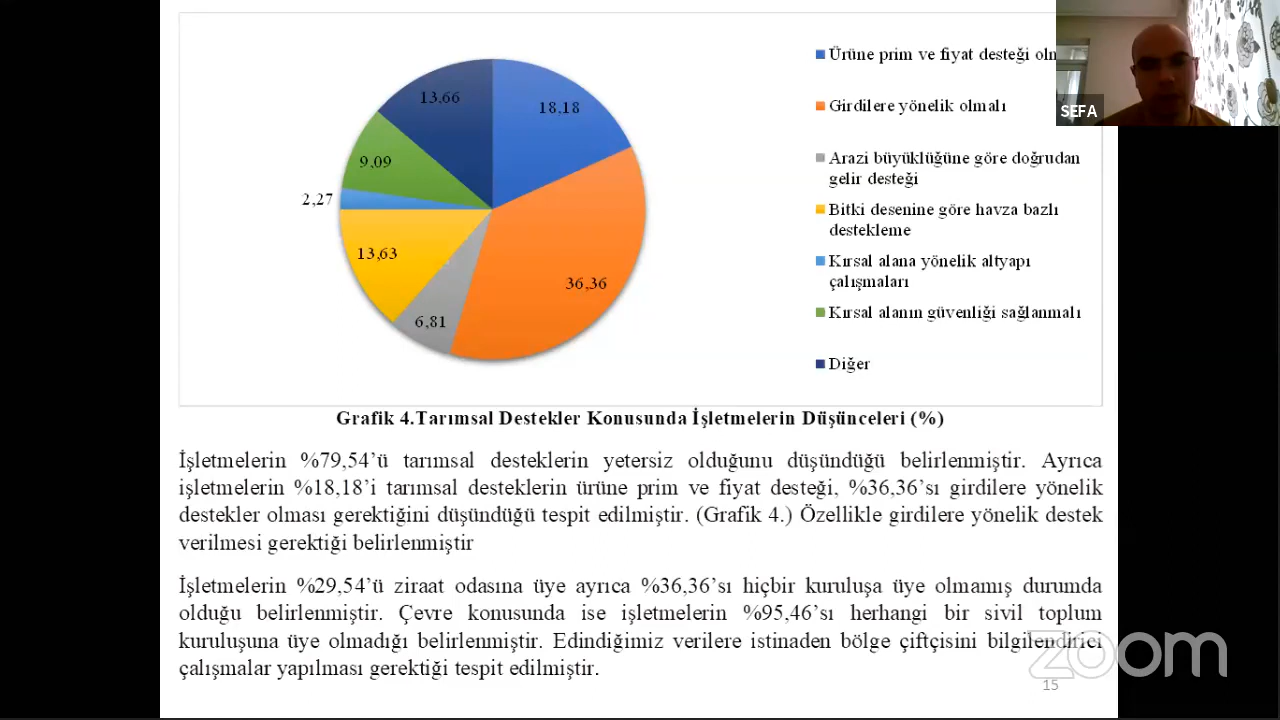 13,66
18,18
9,09
2,27
13,63
36,36
6,81
Ürüne prim ve fiyat desteği
Girdilere yönelik olmalı
Arazi büyüklüğüne göre doğrudan
gelir desteği
Bitki desenine göre havza bazlı
destekleme
Kırsal alana yönelik altyapı
çalışmaları
Kırsal alanın güvenliği sağlanmalı
Diğer
SEFA
Grafik 4.Tarımsal Destekler Konusunda İşletmelerin Düşünceleri (%)
İşletmelerin %79,54’ü tarımsal desteklerin yetersiz olduğunu düşündüğü belirlenmiştir. Ayrıca
işletmelerin %18,18’i tarımsal desteklerin ürüne prim ve fiyat desteği, %36,36’sı girdilere yönelik
destekler olması gerektiğini düşündüğü tespit edilmiştir. (Grafik 4.) Özellikle girdilere yönelik destek
verilmesi gerektiği belirlenmiştir
İşletmelerin %29,54’ü ziraat odasına üye ayrıca %36,36’sı hiçbir kuruluşa üye olmamış durumda
olduğu belirlenmiştir. Çevre konusunda ise işletmelerin %95,46’sı herhangi bir sivil toplum
kuruluşuna üye olmadığı belirlenmiştir. Edindiğimiz verilere istinaden bölge çiftçisini bilgilendirici
çalışmalar yapılması gerektiği tespit edilmiştir.
zoom
15